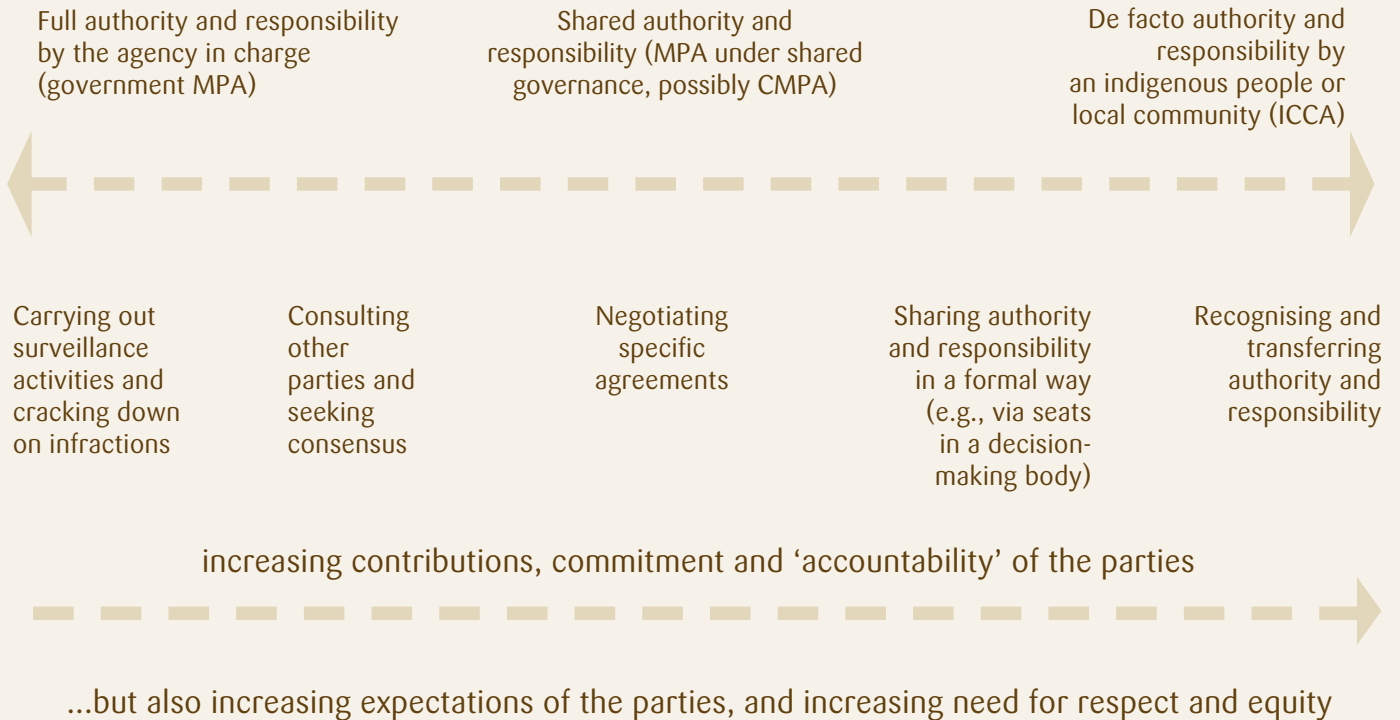 Full authority and responsibility
by the agency in charge
(government MPA)
Shared authority and
responsibility (MPA under shared
governance, possibly CMPA)
De facto authority and
responsibility by
an indigenous people or
local community (ICCA)
Carrying out
surveillance
activities and
cracking down
on infractions
Consulting
other
parties and
seeking
consensus
Negotiating
specific
agreements
Sharing authority
and responsibility
in a formal way
(e.g., via seats
in a decision-
making body)
Recognising and
transferring
authority and
responsibility
increasing contributions, commitment and ‘accountability’ of the parties
...but also increasing expectations of the parties, and increasing need for respect and equity